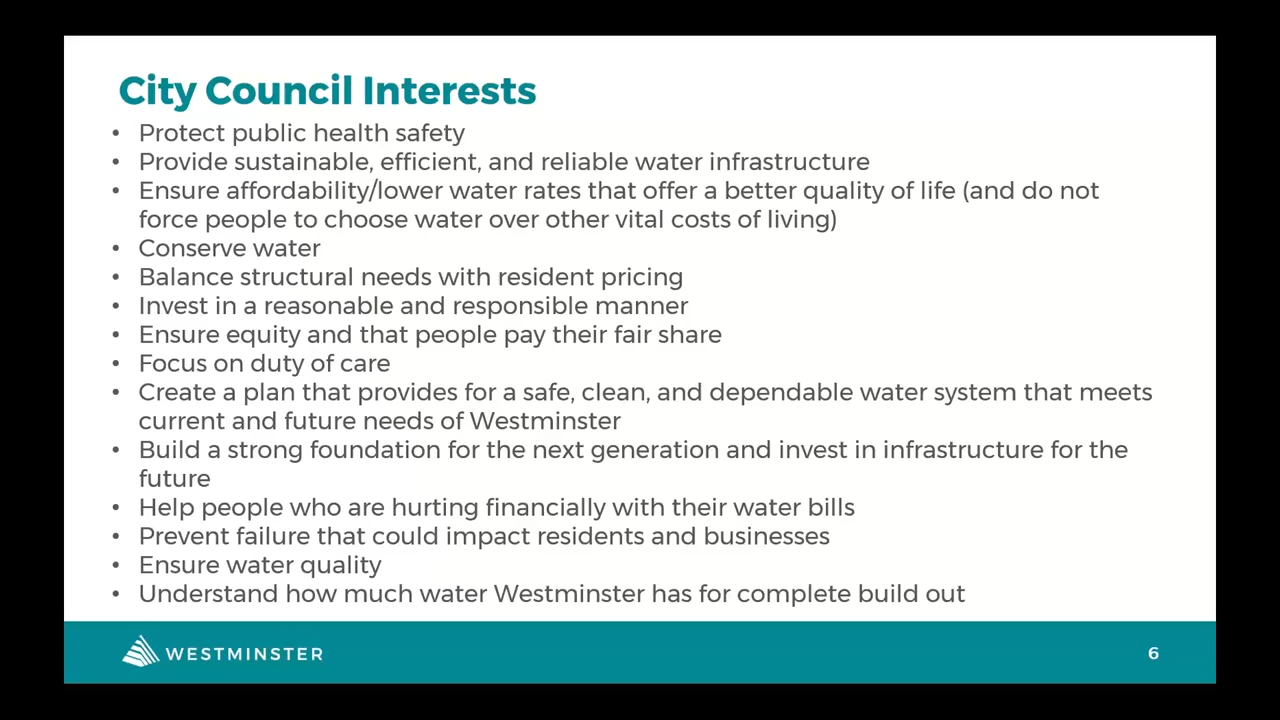 City Council Interests
• Protect public health safety
• Provide sustainable, efficient, and reliable water infrastructure
• Ensure affordability/lower water rates that offer a better quality of life (and do not
force people to choose water over other vital costs of living)
• Conserve water
• Balance structural needs with resident pricing
• Invest in a reasonable and responsible manner
• Ensure equity and that people pay their fair share
• Focus on duty of care
• Create a plan that provides for a safe, clean, and dependable water system that meets
current and future needs of Westminster
• Build a strong foundation for the next generation and invest in infrastructure for the
future
• Help people who are hurting financially with their water bills
• Prevent failure that could impact residents and businesses
• Ensure water quality
• Understand how much water Westminster has for complete build out
WESTMINSTER
6